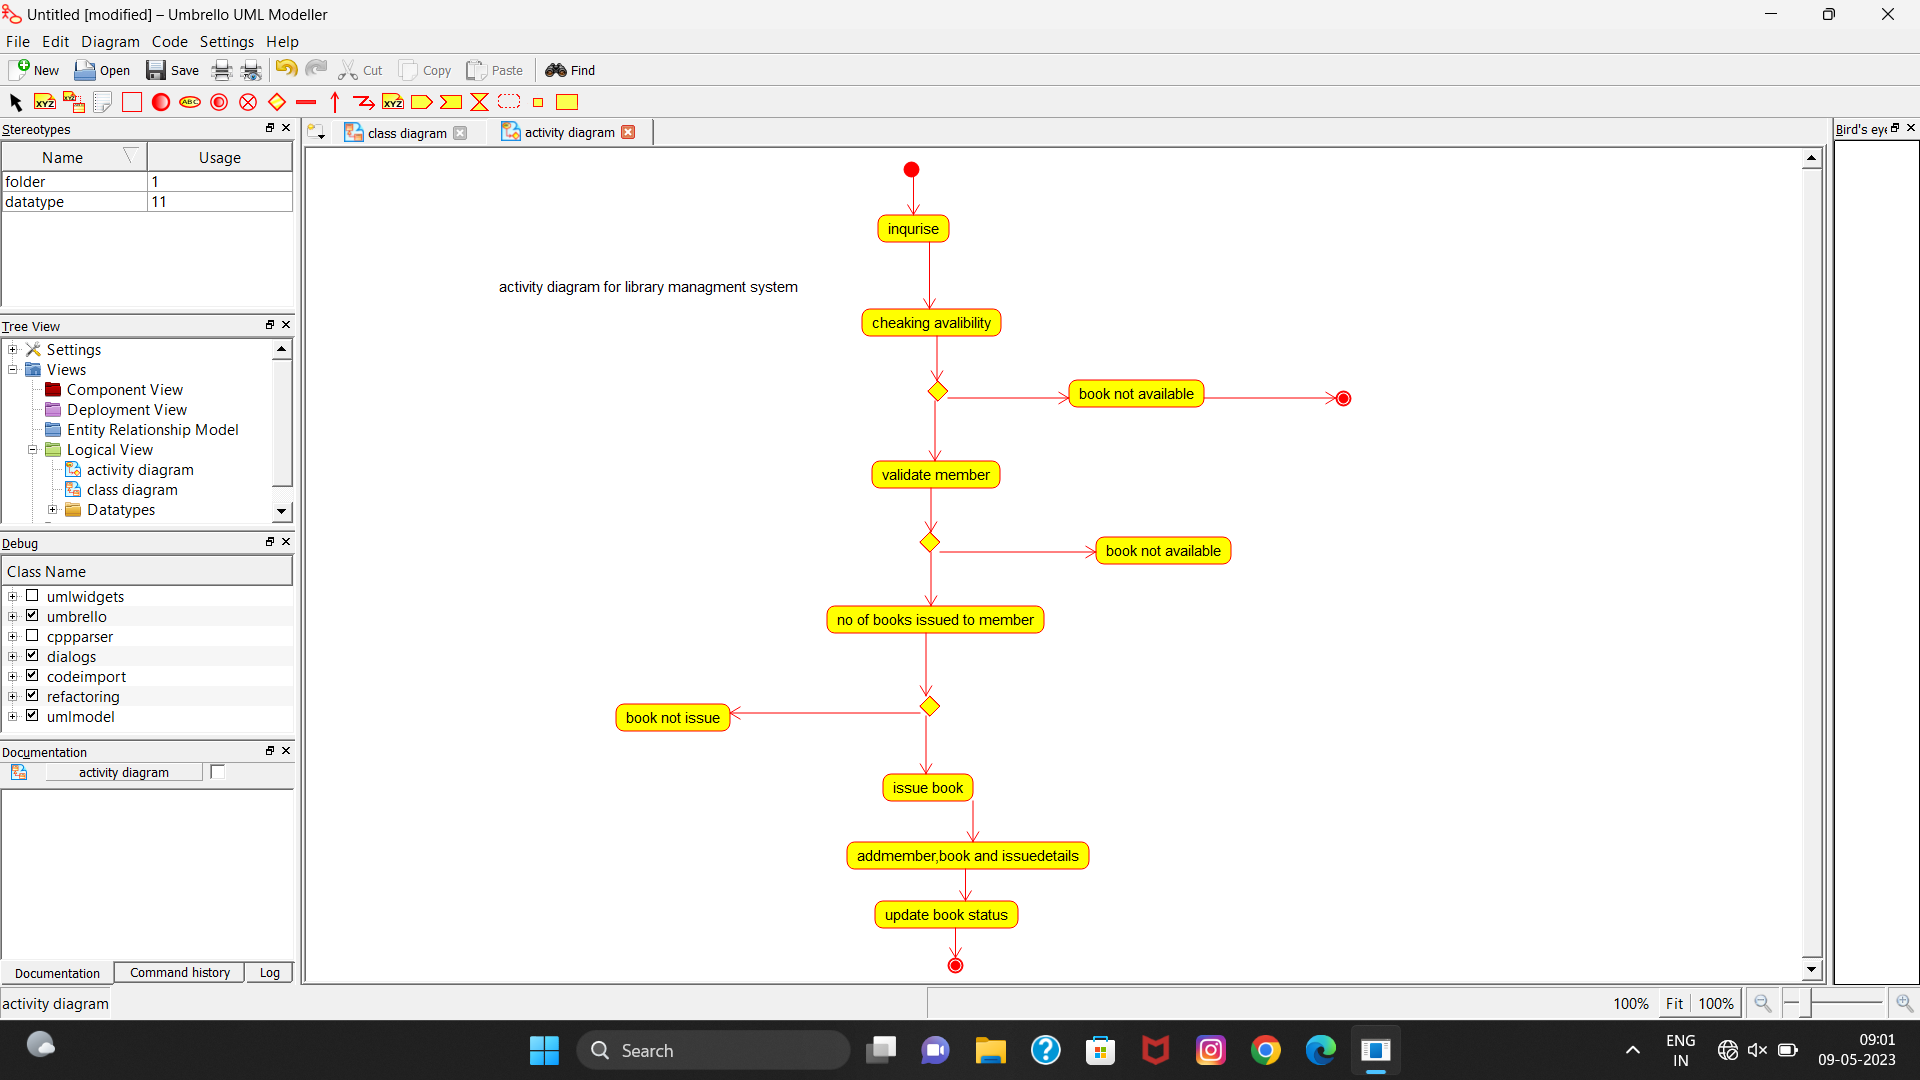 Untitled [modified] – Umbrello UML Modeller
File Edit Diagram Code Settings Help
New Open Save Cut Copy Paste Find
XYZ XYZ ABC XYZ
Stereotypes
Name Usage
folder 1
datatype 11
Tree View
Settings
Views
Component View
Deployment View
Entity Relationship Model
Logical View
activity diagram
class diagram
Datatypes
Debug
Class Name
umlwidgets
umbrello
cppparser
dialogs
codeimport
refactoring
umlmodel
Documentation
activity diagram
Documentation Command history Log
activity diagram
class diagram activity diagram
inqurise
activity diagram for library managment system
cheaking avalibility
book not available
validate member
book not available
no of books issued to member
book not issue
issue book
addmember,book and issuedetails
update book status
Bird's eye
100% Fit 100%
Search
ENG
IN
09:01
09-05-2023